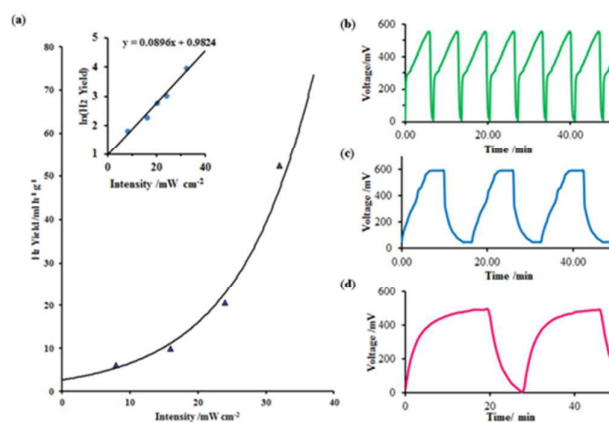 (a)
80
70
60
50
40
30
20
10
0
H₂ Yield /ml h⁻¹ g⁻¹
0 20 40
Intensity /mW cm⁻²
y = 0.0896x + 0.9824
ln(H2 Yield)
5
4
3
2
1
0 20 40
Intensity /mW cm⁻²
(b)
Voltage/mV
600
400
200
0
0.00 20.00 40.00
Time /min
(c)
Voltage /mV
600
400
200
0
0.00 20.00 40.00
Time /min
(d)
Voltage /mV
600
400
200
0
0 20 40
Time/ min